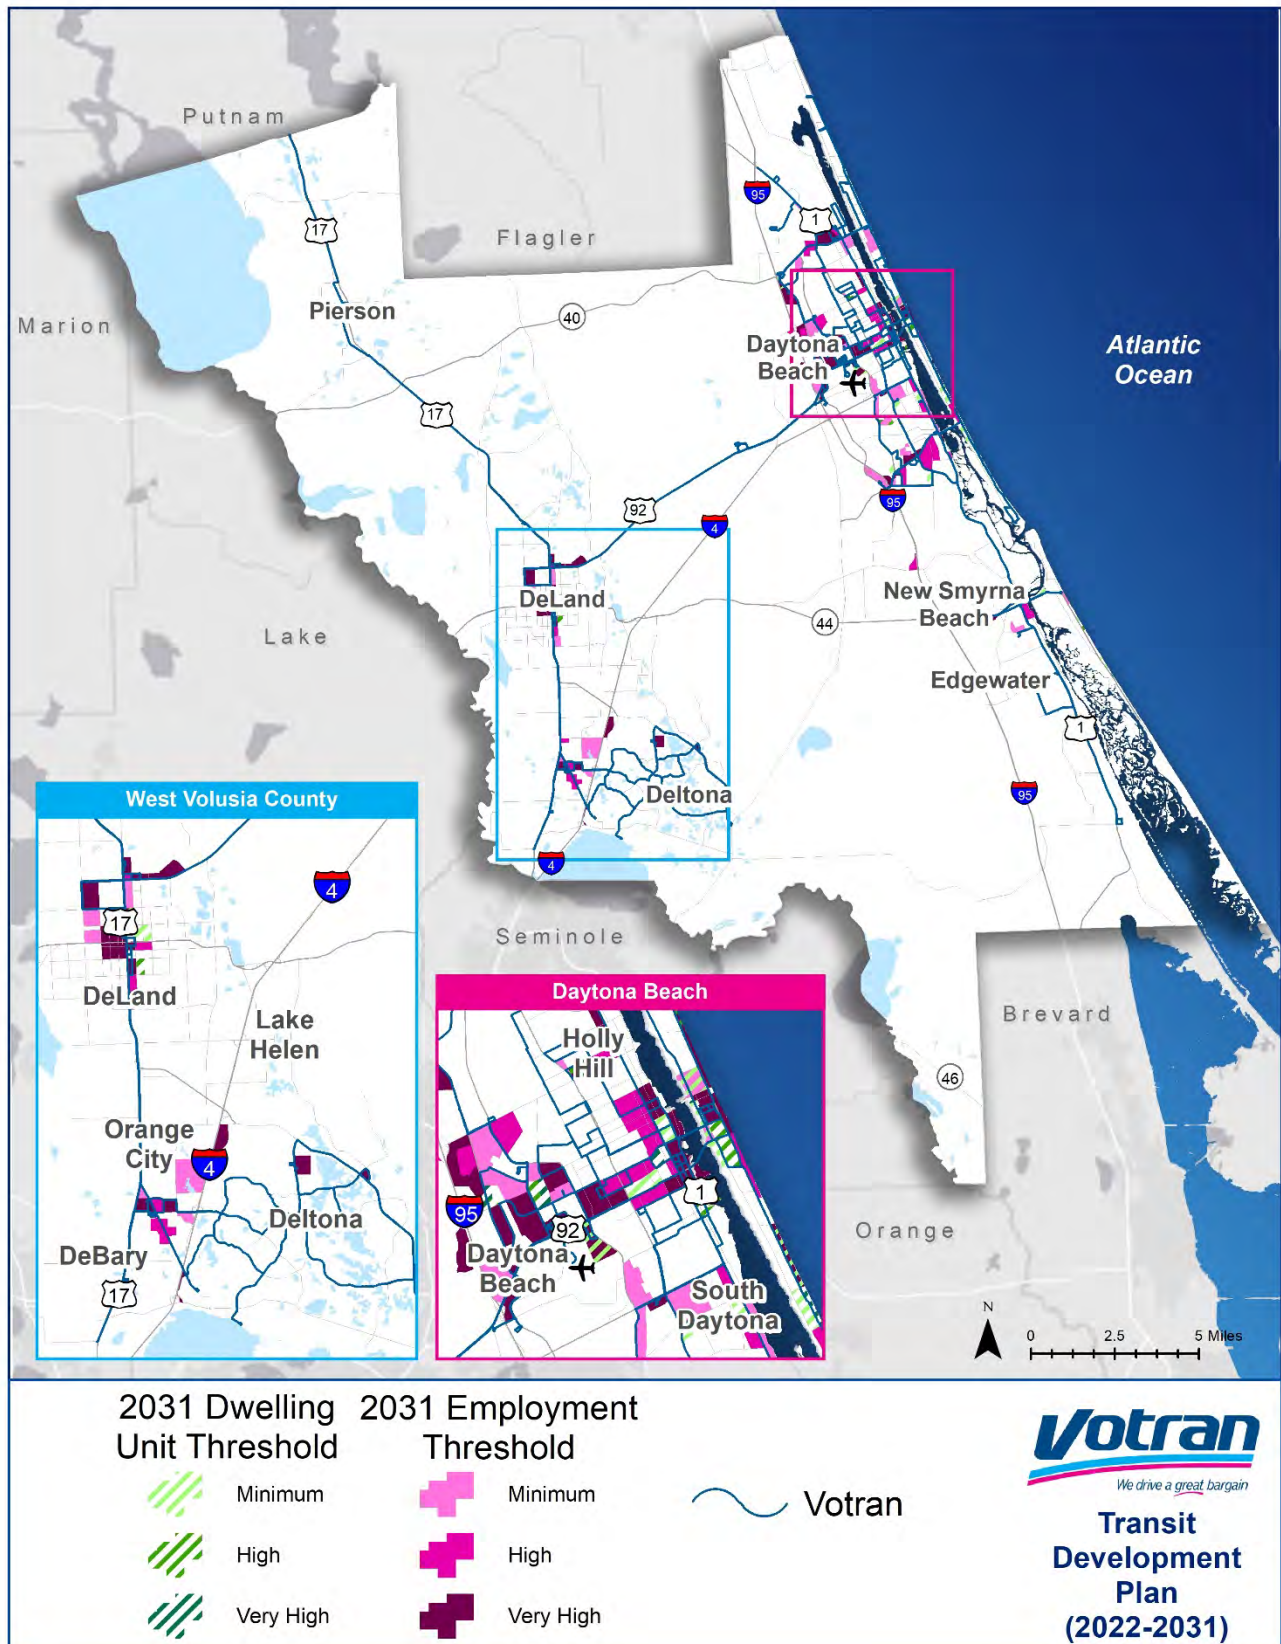 Putnam
95
1
17
Flagler
Marion
Pierson
40
Daytona
Beach
Atlantic
Ocean
17
92
95
4
DeLand
New Smyrna
Beach
44
Lake
Edgewater
1
Deltona
95
4
West Volusia County
4
17
DeLand
Lake
Helen
Orange
City
4
Deltona
DeBary
17
Seminole
Daytona Beach
Holly
Hill
1
95
92
Daytona
Beach
South
Daytona
Brevard
46
Orange
N
0 2.5 5 Miles
2031 Dwelling
Unit Threshold
Minimum
High
Very High
2031 Employment
Threshold
Minimum
High
Very High
Votran
Votran
We drive a great bargain
Transit
Development
Plan
(2022-2031)